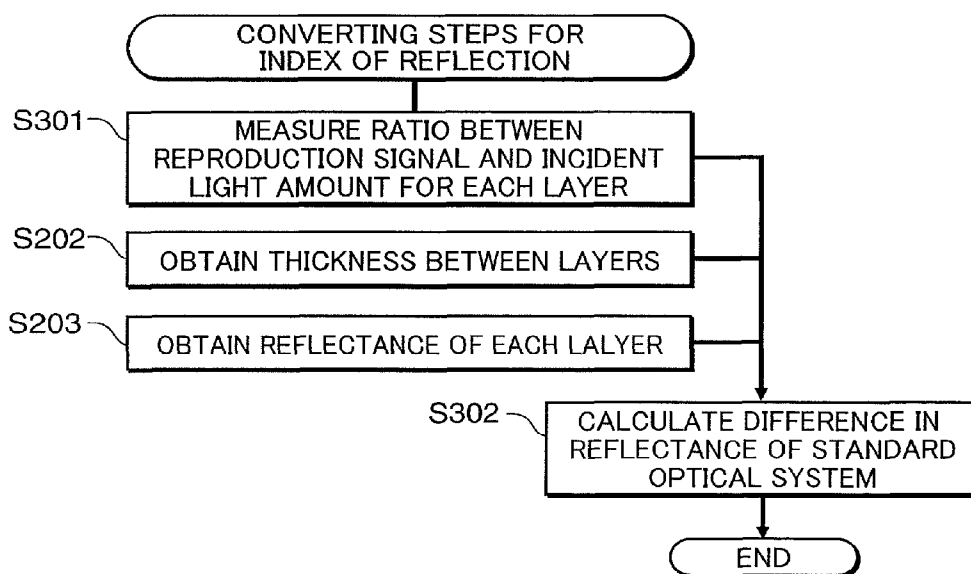 CONVERTING STEPS FOR
INDEX OF REFLECTION
S301
MEASURE RATIO BETWEEN
REPRODUCTION SIGNAL AND INCIDENT
LIGHT AMOUNT FOR EACH LAYER
S202
OBTAIN THICKNESS BETWEEN LAYERS
S203
OBTAIN REFLECTANCE OF EACH LALYER
S302
CALCULATE DIFFERENCE IN
REFLECTANCE OF STANDARD
OPTICAL SYSTEM
END